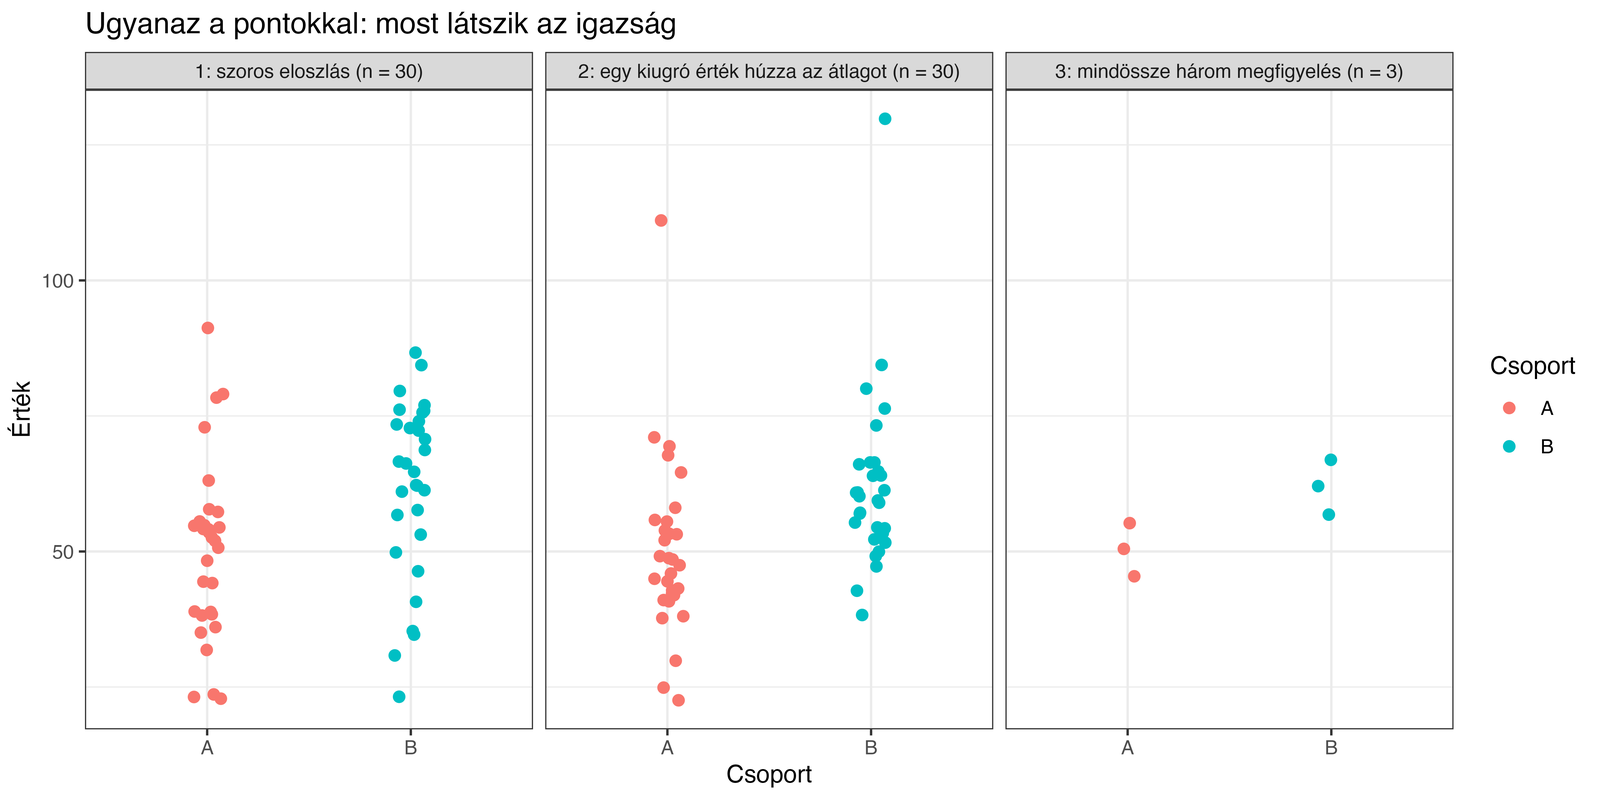 Ugyanaz a pontokkal: most látszik az igazság
1: szoros eloszlás (n = 30)
2: egy kiugró érték húzza az átlagot (n = 30)
3: mindössze három megfigyelés (n = 3)
Érték
100
50
A
B
A
B
A
B
Csoport
Csoport
A
B